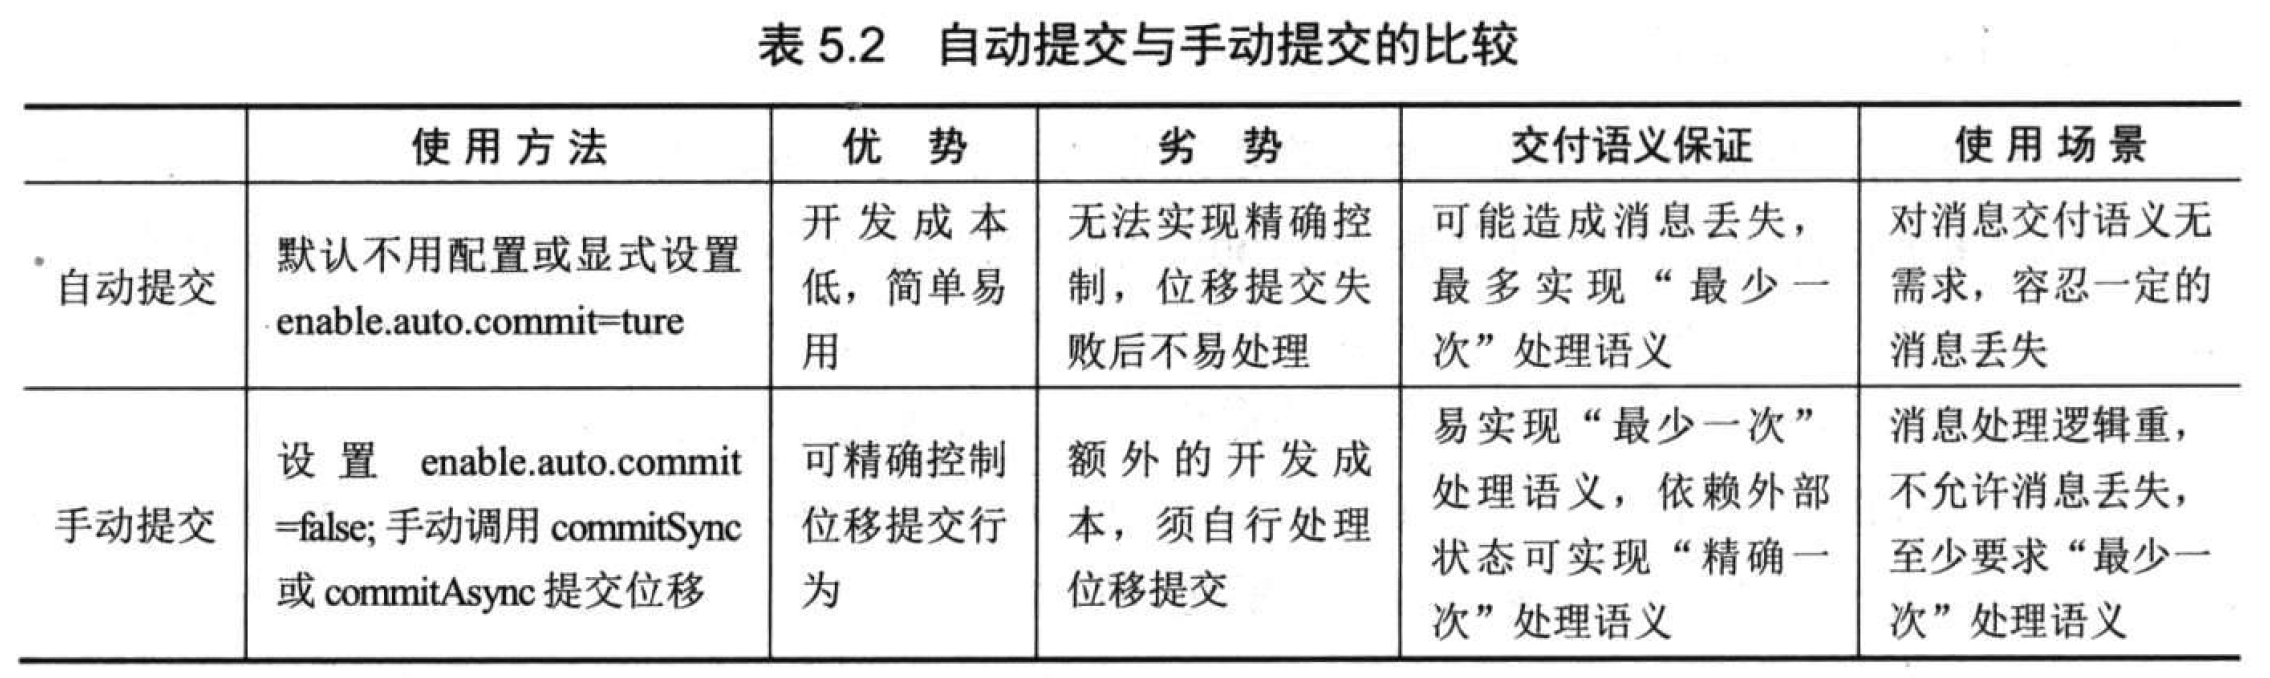 表 5.2 自动提交与手动提交的比较
使用方法
优 势
劣 势
交付语义保证
使用场景
自动提交
默认不用配置或显式设置
enable.auto.commit=ture
开发成本
低，简单易
用
无法实现精确控
制，位移提交失
败后不易处理
可能造成消息丢失，
最多实现“最少一
次”处理语义
对消息交付语义无
需求，容忍一定的
消息丢失
手动提交
设置 enable.auto.commit
=false; 手动调用 commitSync
或 commitAsync 提交位移
可精确控制
位移提交行
为
额外的开发成
本，须自行处理
位移提交
易实现“最少一次”
处理语义，依赖外部
状态可实现“精确一
次”处理语义
消息处理逻辑重，
不允许消息丢失，
至少要求“最少一
次”处理语义